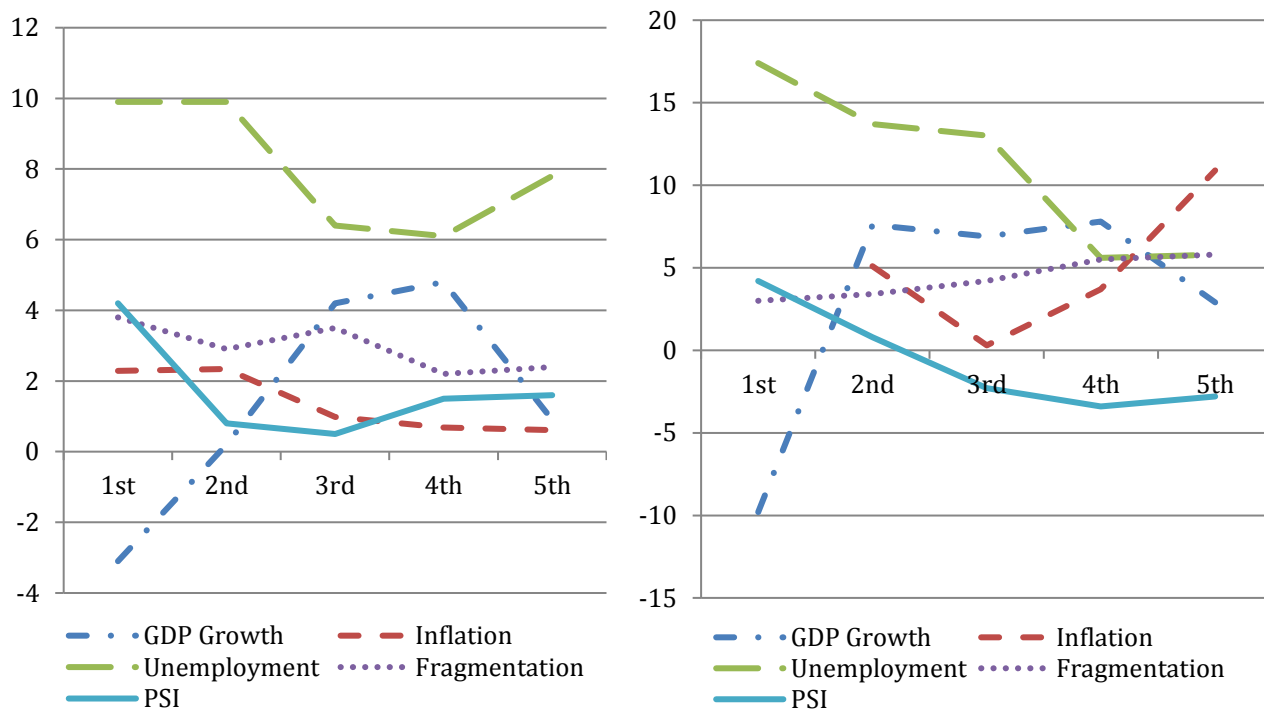 12
10
8
6
4
2
0
-2
-4
1st 2nd 3rd 4th 5th
GDP Growth Inflation
Unemployment Fragmentation
PSI
20
15
10
5
0
-5
-10
-15
1st 2nd 3rd 4th 5th
GDP Growth Inflation
Unemployment Fragmentation
PSI